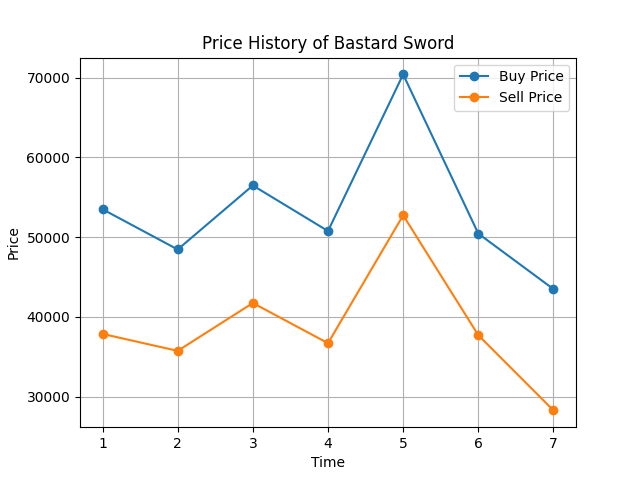 Price History of Bastard Sword
Buy Price
Sell Price
70000
60000
50000
40000
30000
Price
1 2 3 4 5 6 7
Time